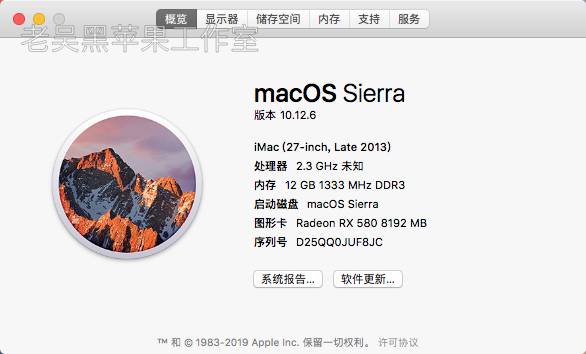 概览 显示器 储存空间 内存 支持 服务
老吴黑苹果工作室
macOS Sierra
版本 10.12.6
iMac (27-inch, Late 2013)
处理器 2.3 GHz 未知
内存 12 GB 1333 MHz DDR3
启动磁盘 macOS Sierra
图形卡 Radeon RX 580 8192 MB
序列号 D25QQ0JUF8JC
系统报告... 软件更新...
™ 和 © 1983-2019 Apple Inc. 保留一切权利。 许可协议